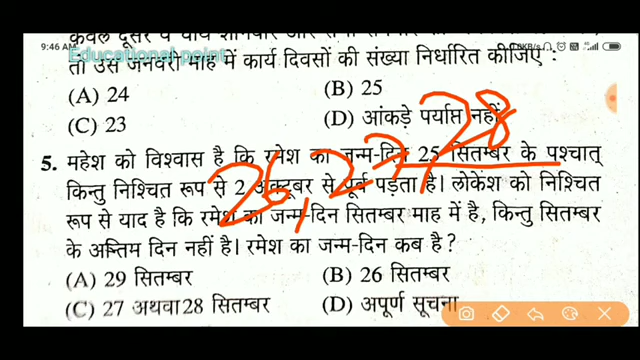 केवल दूसरे व चौथे शनिवार और
9:46 AM
Educational point
तो उस जनवरी माह में कार्य दिवसों की संख्या निर्धारित कीजिए :
(A) 24 (B) 25
(C) 23 (D) आंकड़े पर्याप्त नहीं
26, 27, 28
5. महेश को विश्वास है कि रमेश का जन्म-दिन 25 सितम्बर के पश्चात्
किन्तु निश्चित रूप से 2 अक्टूबर से पूर्व पड़ता है। लोकेश को निश्चित
रूप से याद है कि रमेश का जन्म-दिन सितम्बर माह में है, किन्तु सितम्बर
के अन्तिम दिन नहीं है। रमेश का जन्म-दिन कब है?
(A) 29 सितम्बर (B) 26 सितम्बर
(C) 27 अथवा 28 सितम्बर (D) अपूर्ण सूचना